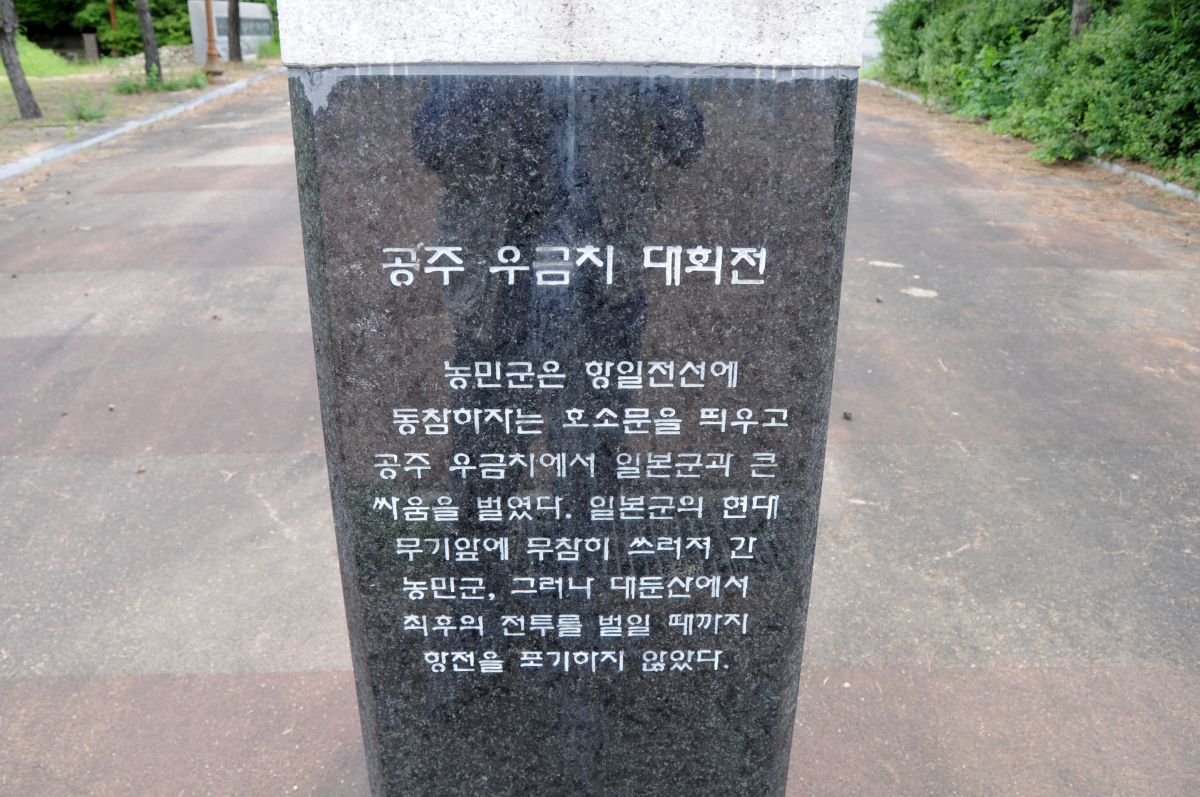 공주 우금치 대회전
농민군은 항일전선에
동참하자는 호소문을 띄우고
공주 우금치에서 일본군과 큰
싸움을 벌였다. 일본군의 현대
무기앞에 무참히 쓰러져 간
농민군, 그러나 대둔산에서
최후의 전투를 벌일 때까지
항전을 포기하지 않았다.